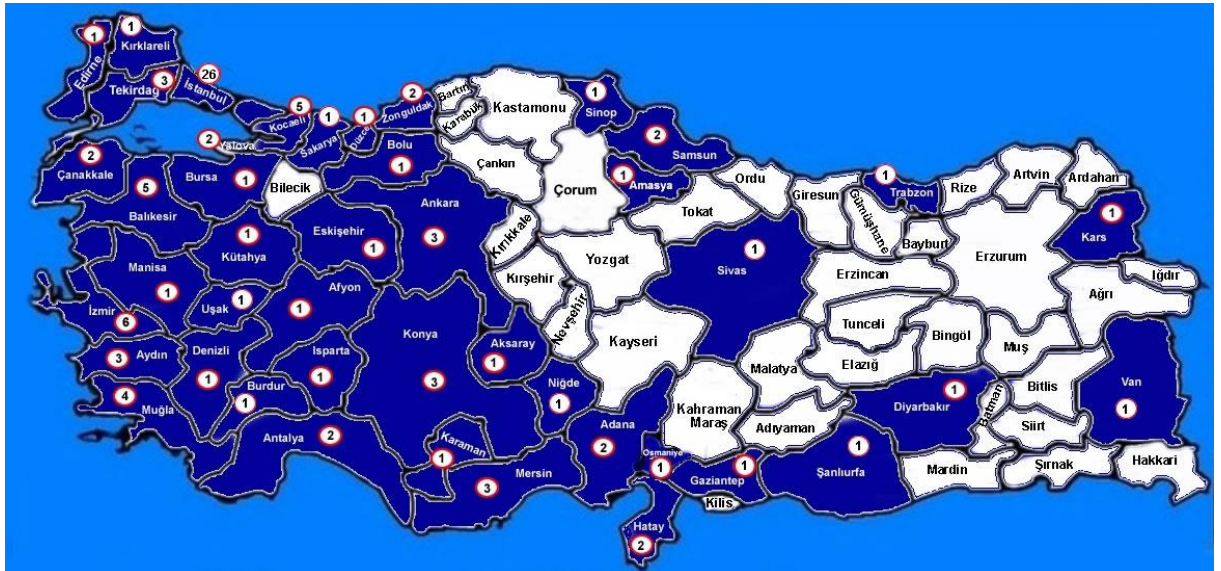 1
1
Kırklareli
Edirne
3
Tekirdağ
26
İstanbul
5
Kocaeli
1
Sakarya
1
Düzce
2
Zonguldak
Bartın
Karabük
Kastamonu
1
Sinop
2
Samsun
2
Yalova
2
Çanakkale
5
Balıkesir
Bursa
1
Bilecik
Bolu
1
Çankırı
Çorum
1
Amasya
Tokat
Ordu
Giresun
Gümüşhane
1
Trabzon
Bayburt
Rize
Artvin
Ardahan
1
Kars
Erzurum
Iğdır
Ağrı
Ankara
3
Eskişehir
1
1
Kütahya
Manisa
1
Uşak
1
Afyon
1
İzmir
6
3
Aydın
Denizli
1
4
Muğla
Burdur
1
Isparta
1
Antalya
2
Konya
3
Aksaray
1
Kırıkkale
Kırşehir
Nevşehir
Yozgat
Kayseri
1
Sivas
Erzincan
Tunceli
Bingöl
Elazığ
Malatya
Muş
Bitlis
Van
1
Niğde
1
Karaman
1
Mersin
3
Adana
2
Kahraman
Maraş
Adıyaman
Osmaniye
1
1
Gaziantep
Kilis
Hatay
2
1
Şanlıurfa
1
Diyarbakır
Batman
Siirt
Mardin
Şırnak
Hakkari